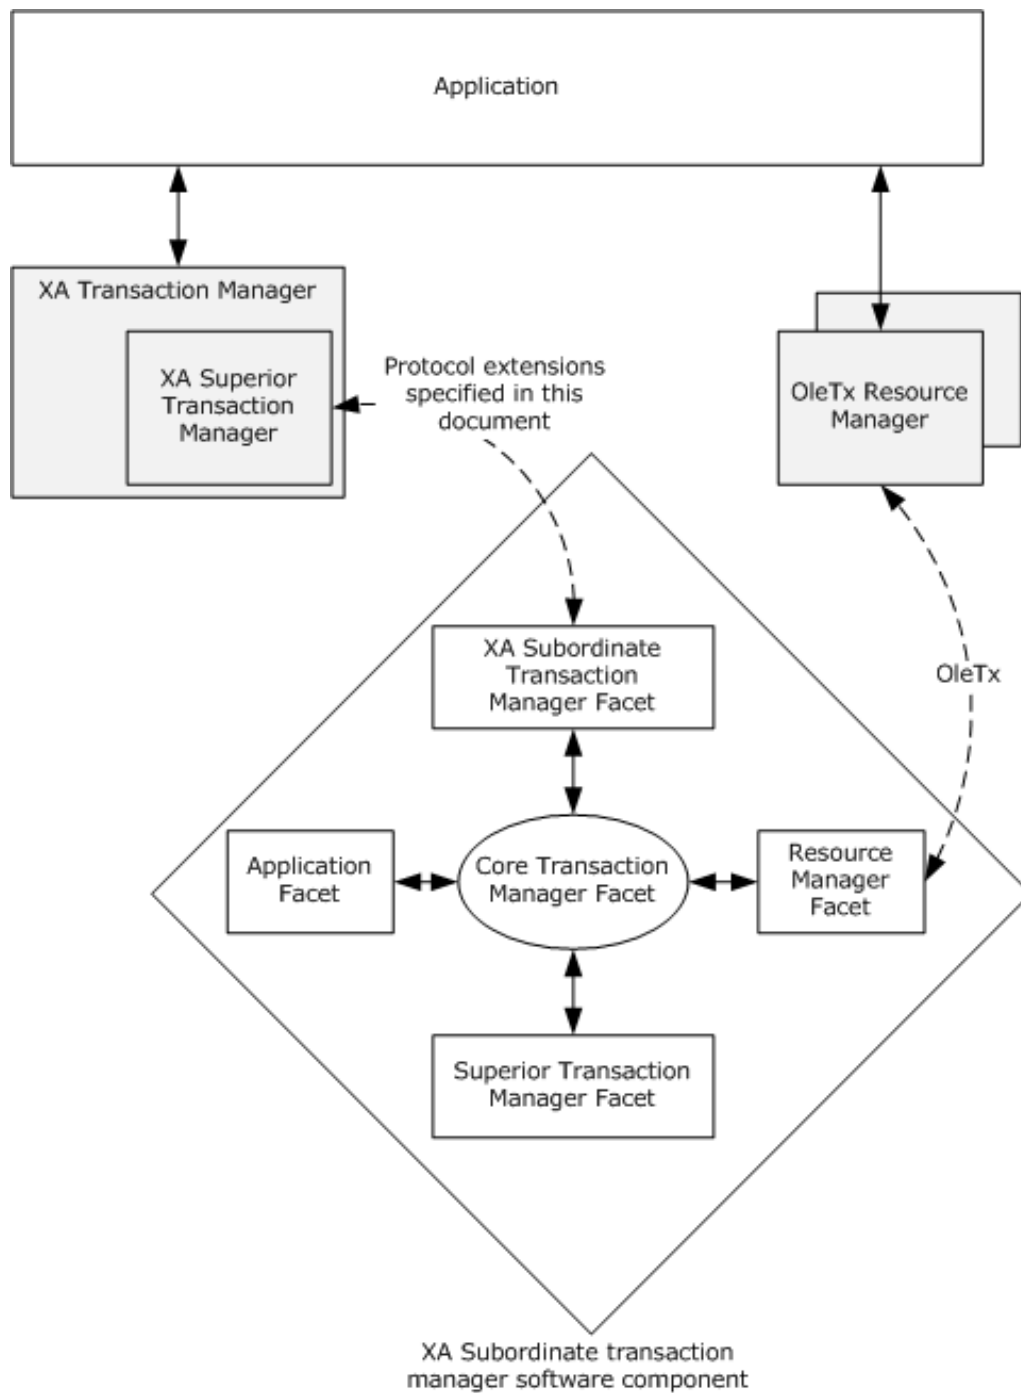 Application
XA Transaction Manager
XA Superior
Transaction
Manager
Protocol extensions
specified in this
document
OleTx Resource
Manager
XA Subordinate
Transaction
Manager Facet
OleTx
Application
Facet
Core Transaction
Manager Facet
Resource
Manager
Facet
Superior Transaction
Manager Facet
XA Subordinate transaction
manager software component